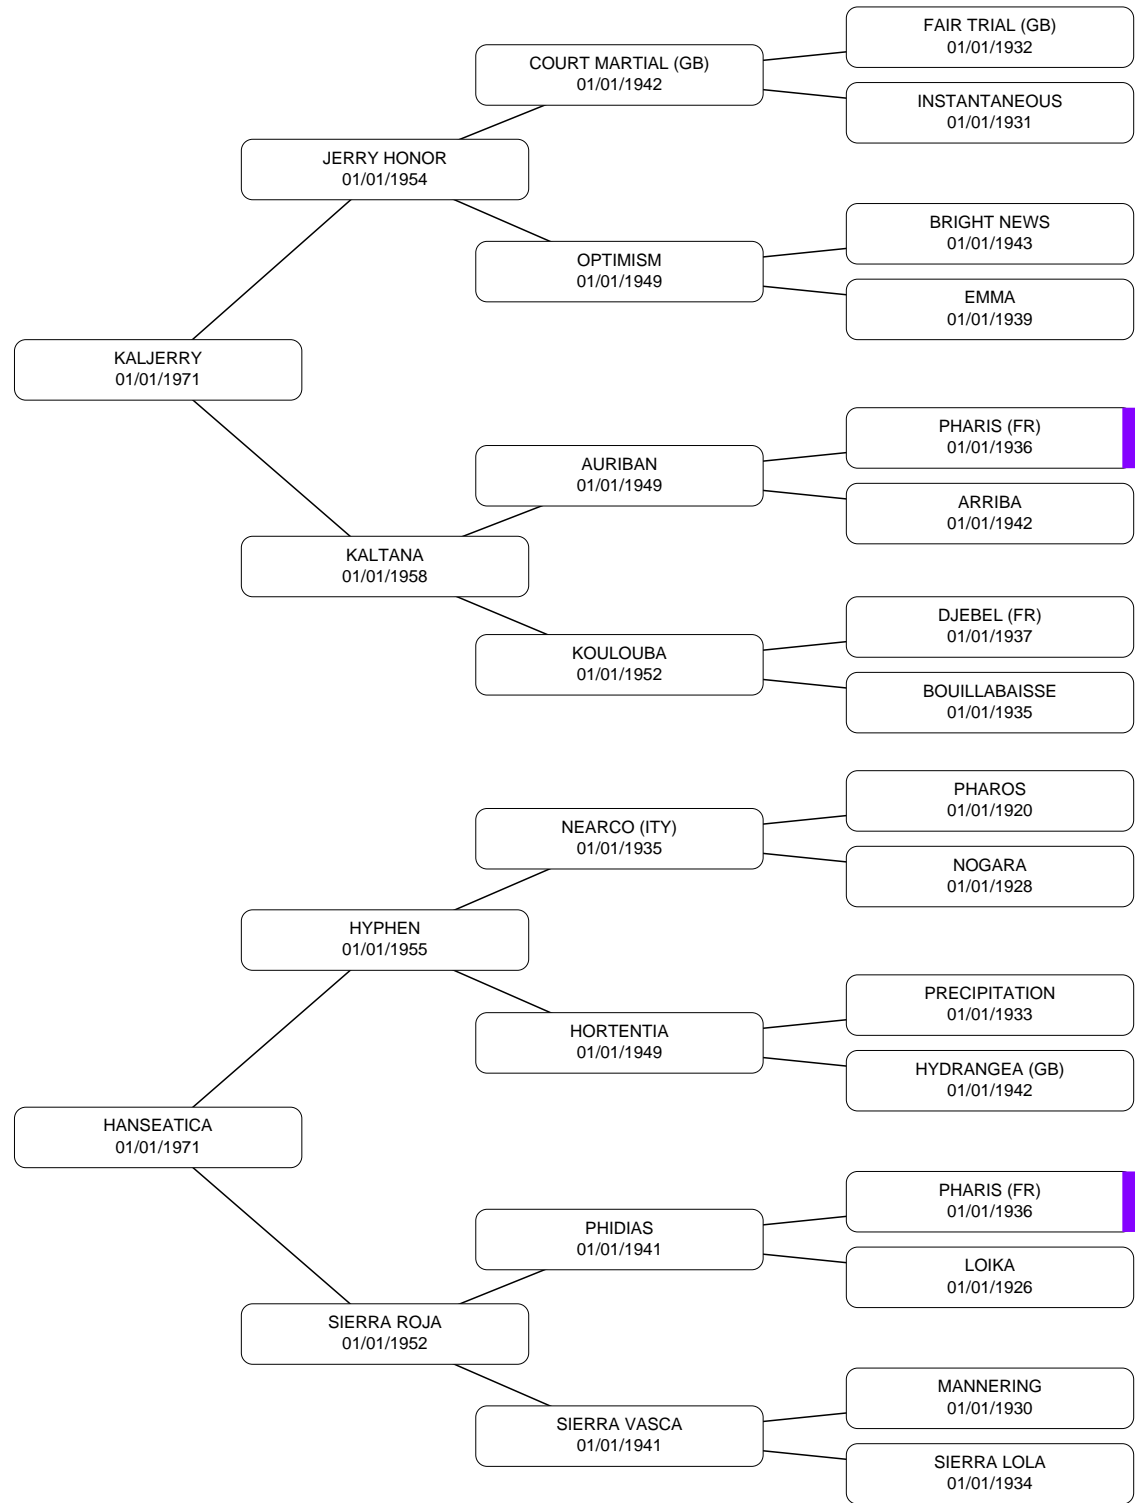 FAIR TRIAL (GB)
01/01/1932
COURT MARTIAL (GB)
01/01/1942
INSTANTANEOUS
01/01/1931
JERRY HONOR
01/01/1954
BRIGHT NEWS
01/01/1943
OPTIMISM
01/01/1949
EMMA
01/01/1939
KALJERRY
01/01/1971
PHARIS (FR)
01/01/1936
AURIBAN
01/01/1949
ARRIBA
01/01/1942
KALTANA
01/01/1958
DJEBEL (FR)
01/01/1937
KOULOUBA
01/01/1952
BOUILLABAISSE
01/01/1935
PHAROS
01/01/1920
NEARCO (ITY)
01/01/1935
NOGARA
01/01/1928
HYPHEN
01/01/1955
PRECIPITATION
01/01/1933
HORTENTIA
01/01/1949
HYDRANGEA (GB)
01/01/1942
HANSEATICA
01/01/1971
PHARIS (FR)
01/01/1936
PHIDIAS
01/01/1941
LOIKA
01/01/1926
SIERRA ROJA
01/01/1952
MANNERING
01/01/1930
SIERRA VASCA
01/01/1941
SIERRA LOLA
01/01/1934